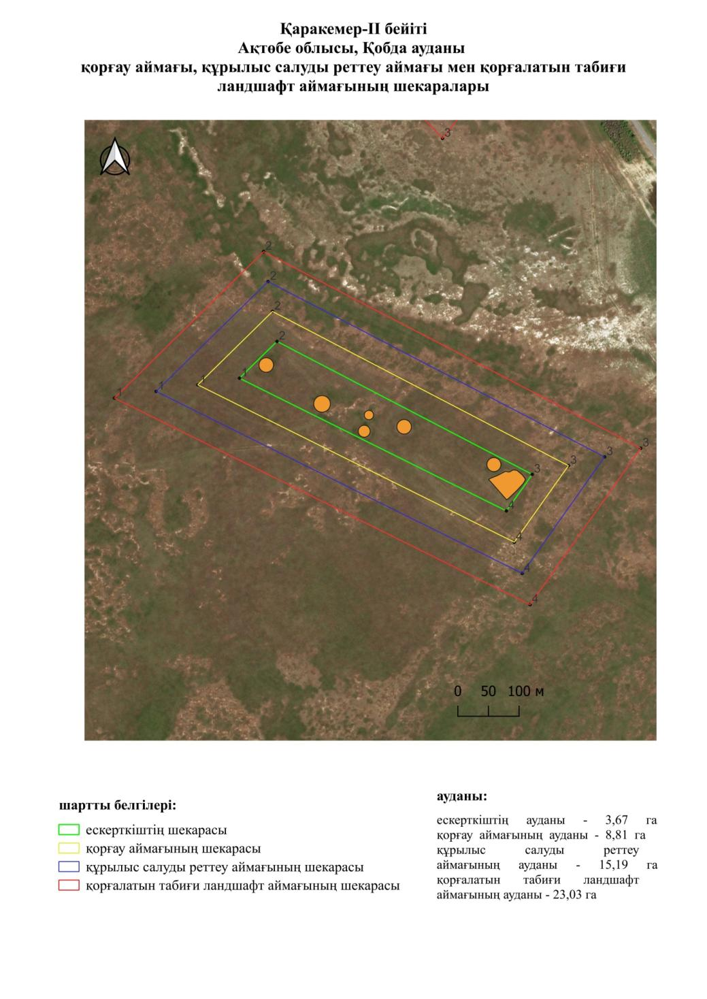 Қаракемер-II бейіті
Ақтөбе облысы, Қобда ауданы
қорғау аймағы, құрылыс салуды реттеу аймағы мен қорғалатын табиғи
ландшафт аймағының шекаралары
3
2
2
2
2
1
1
1
1
3
3
3
3
4
4
4
4
0 50 100 м
шартты белгілері:
ескерткіштің шекарасы
қорғау аймағының шекарасы
құрылыс салуды реттеу аймағының шекарасы
қорғалатын табиғи ландшафт аймағының шекарасы
ауданы:
ескерткіштің ауданы - 3,67 га
қорғау аймағының ауданы - 8,81 га
құрылыс салуды реттеу
аймағының ауданы - 15,19 га
қорғалатын табиғи ландшафт
аймағының ауданы - 23,03 га